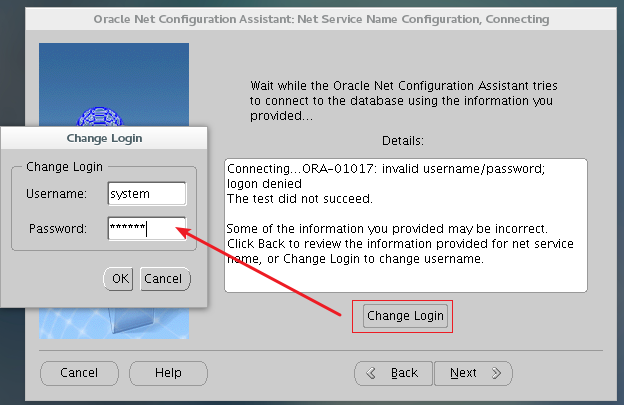 Oracle Net Configuration Assistant: Net Service Name Configuration, Connecting
Wait while the Oracle Net Configuration Assistant tries
to connect to the database using the information you
provided...
Details:
Connecting...ORA-01017: invalid username/password;
logon denied
The test did not succeed.
Some of the information you provided may be incorrect.
Click Back to review the information provided for net service
name, or Change Login to change username.
Change Login
Change Login
Change Login
Username: system
Password: ******
OK Cancel
Cancel Help Back Next